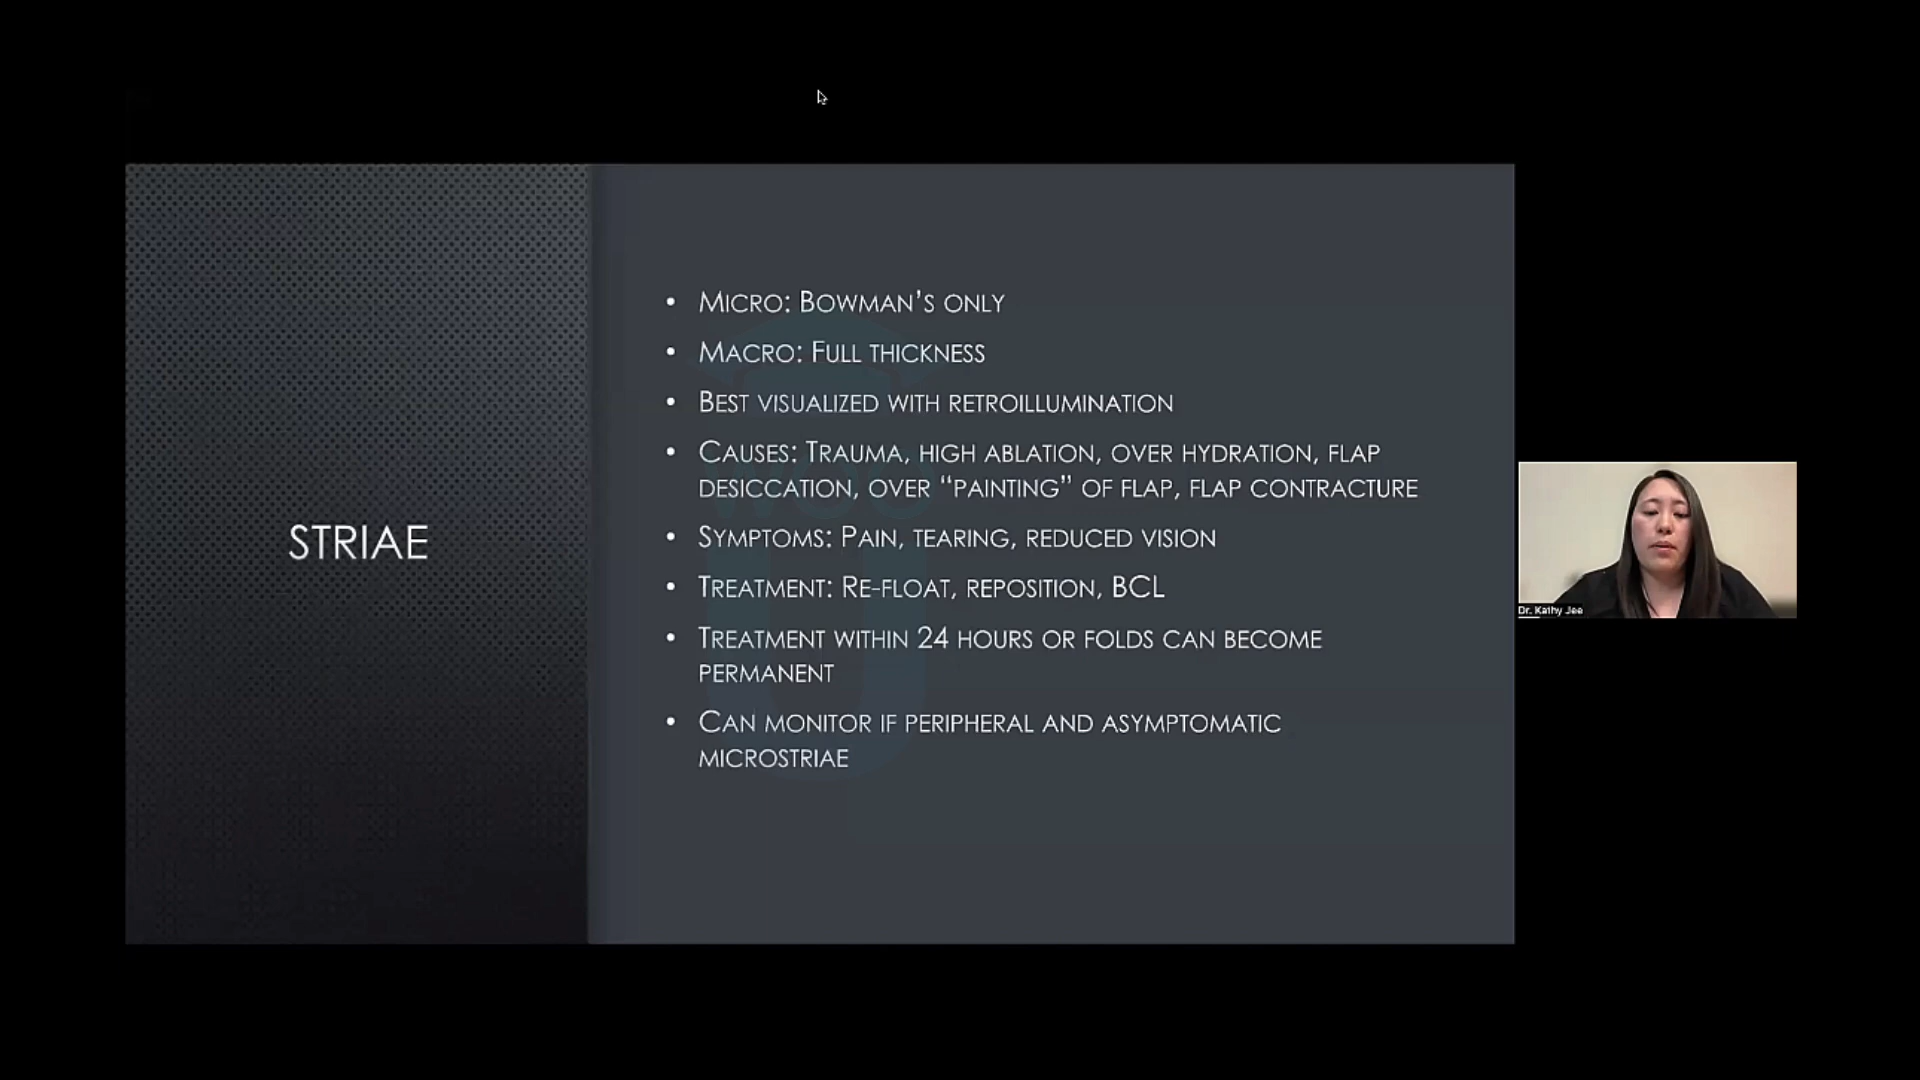 STRIAE
• Micro: Bowman's only
• Macro: Full thickness
• Best visualized with retroillumination
• Causes: Trauma, high ablation, over hydration, flap
desiccation, over “painting” of flap, flap contracture
• Symptoms: Pain, tearing, reduced vision
• Treatment: Re-float, reposition, BCL
• Treatment within 24 hours or folds can become
permanent
• Can monitor if peripheral and asymptomatic
microstriae
Dr. Kathy Jee
WOO
U